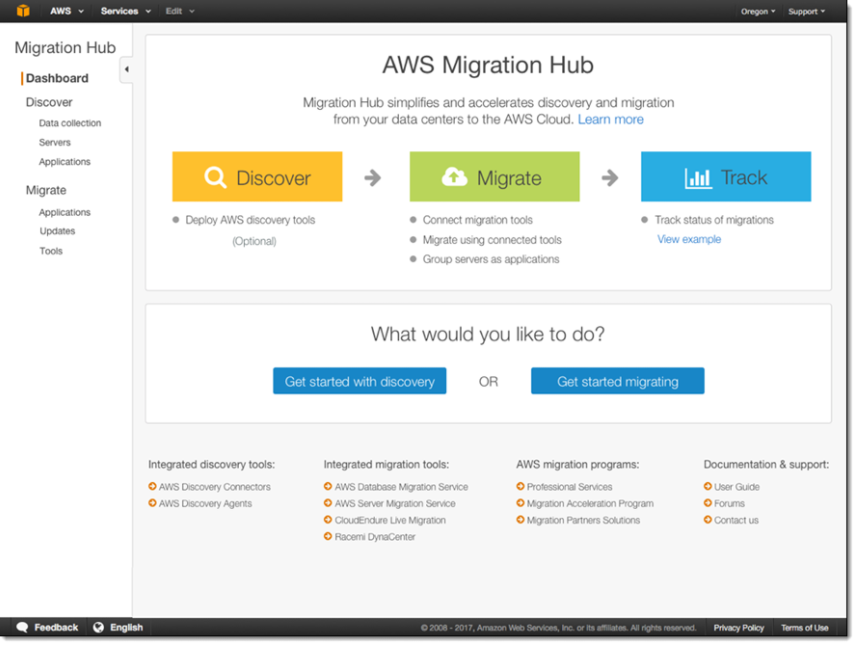 AWS Services Edit Oregon Support
Migration Hub
Dashboard
Discover
Data collection
Servers
Applications
Migrate
Applications
Updates
Tools
AWS Migration Hub
Migration Hub simplifies and accelerates discovery and migration
from your data centers to the AWS Cloud. Learn more
Discover
Deploy AWS discovery tools
(Optional)
Migrate
Connect migration tools
Migrate using connected tools
Group servers as applications
Track
Track status of migrations
View example
What would you like to do?
Get started with discovery OR Get started migrating
Integrated discovery tools:
AWS Discovery Connectors
AWS Discovery Agents
Integrated migration tools:
AWS Database Migration Service
AWS Server Migration Service
CloudEndure Live Migration
Racemi DynaCenter
AWS migration programs:
Professional Services
Migration Acceleration Program
Migration Partners Solutions
Documentation & support:
User Guide
Forums
Contact us
Feedback English © 2008 - 2017, Amazon Web Services, Inc. or its affiliates. All rights reserved. Privacy Policy Terms of Use